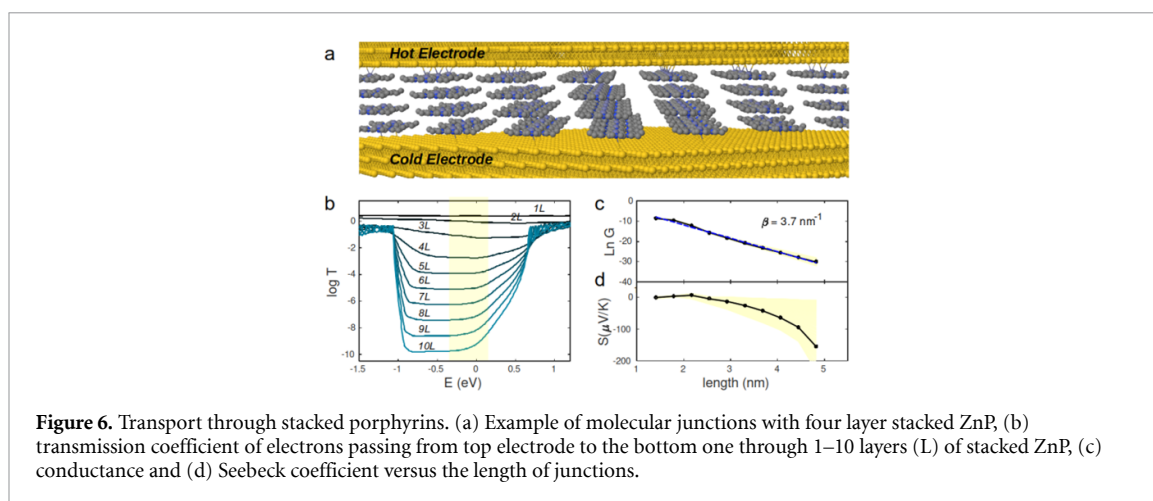 a
Hot Electrode
Cold Electrode
b
1L
2L
3L
4L
5L
6L
7L
8L
9L
10L
0
-2
-4
-6
-8
-10
log T
-1.5
-1
-0.5
0
0.5
1
E (eV)
c
β = 3.7 nm⁻¹
0
-10
-20
-30
-40
Ln G
d
0
-100
-200
S(μV/K)
1
2
3
4
5
length (nm)
Figure 6. Transport through stacked porphyrins. (a) Example of molecular junctions with four layer stacked ZnP, (b)
transmission coefficient of electrons passing from top electrode to the bottom one through 1–10 layers (L) of stacked ZnP, (c)
conductance and (d) Seebeck coefficient versus the length of junctions.